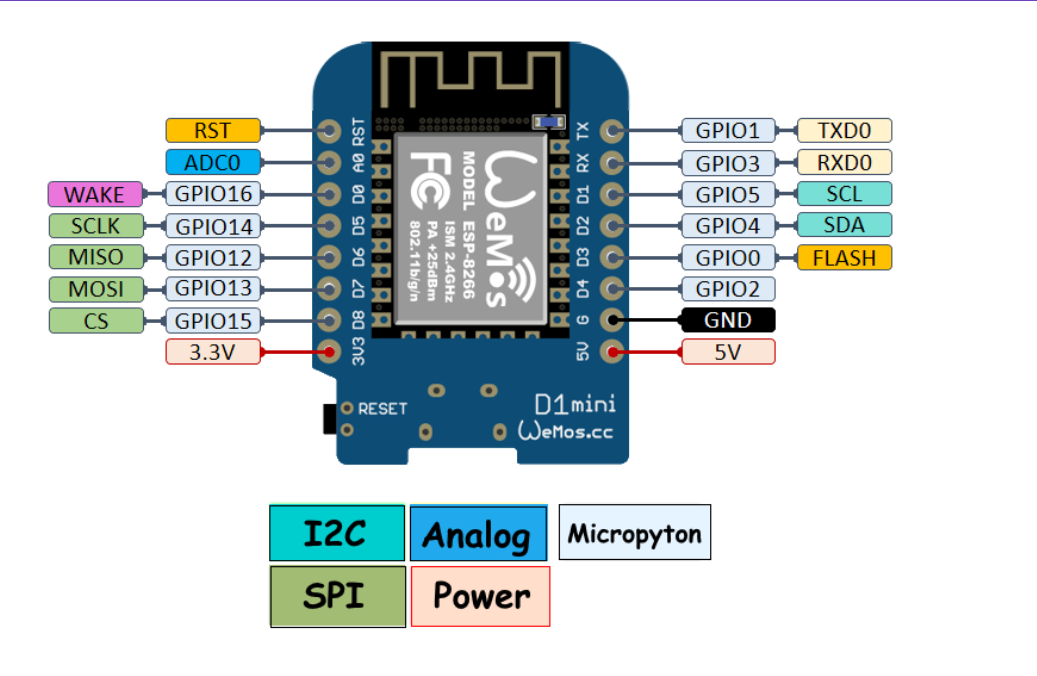 RST
ADC0
WAKE GPIO16
SCLK GPIO14
MISO GPIO12
MOSI GPIO13
CS GPIO15
3.3V
RST
A0
D0
D5
D6
D7
D8
3V3
WeMos
MODEL ESP-8266
ISM 2.4GHz
PA +25dBm
802.11b/g/n
FC
TX
RX
D1
D2
D3
D4
G
5V
GPIO1 TXD0
GPIO3 RXD0
GPIO5 SCL
GPIO4 SDA
GPIO0 FLASH
GPIO2
GND
5V
RESET
D1mini
WeMos.cc
I2C Analog Micropyton
SPI Power